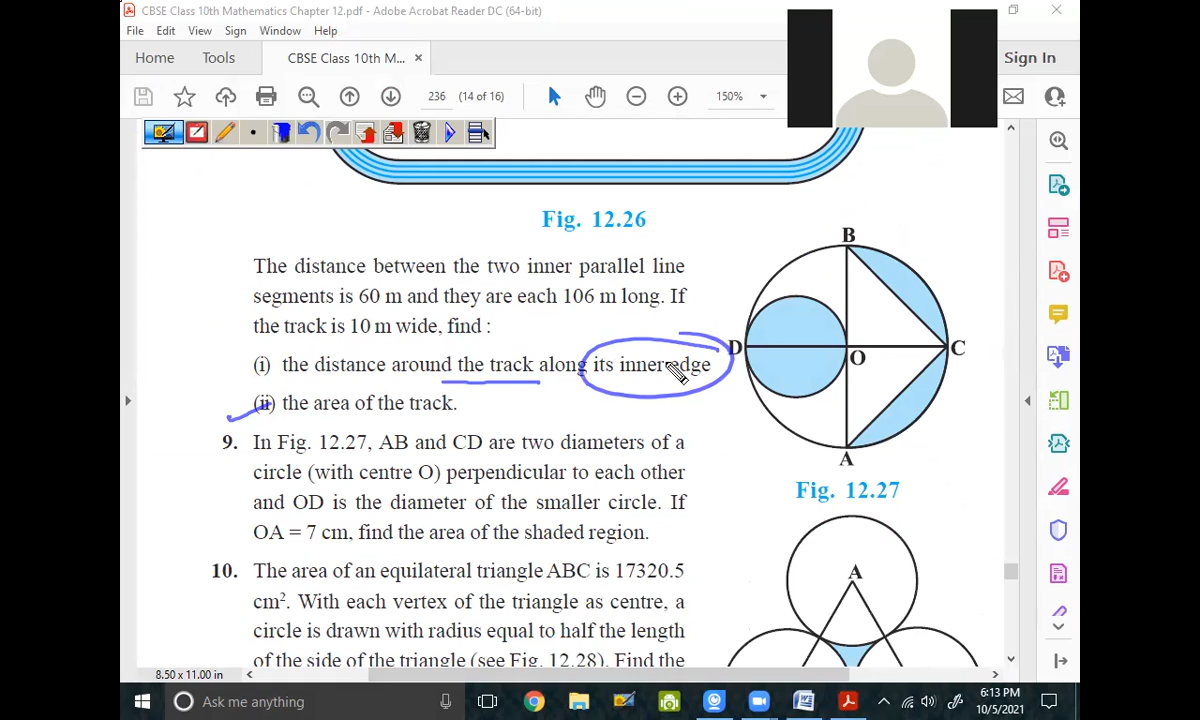 CBSE Class 10th Mathematics Chapter 12.pdf - Adobe Acrobat Reader DC (64-bit)
File Edit View Sign Window Help
Home Tools CBSE Class 10th M... × Sign In
236 (14 of 16) 150%
Fig. 12.26
The distance between the two inner parallel line
segments is 60 m and they are each 106 m long. If
the track is 10 m wide, find :
(i) the distance around the track along its inner edge
(ii) the area of the track.
9. In Fig. 12.27, AB and CD are two diameters of a
circle (with centre O) perpendicular to each other
and OD is the diameter of the smaller circle. If
OA = 7 cm, find the area of the shaded region.
B
D
O
C
A
Fig. 12.27
10. The area of an equilateral triangle ABC is 17320.5
cm². With each vertex of the triangle as centre, a
circle is drawn with radius equal to half the length
of the side of the triangle (see Fig. 12.28). Find the
A
8.50 x 11.00 in
Ask me anything
6:13 PM
10/5/2021